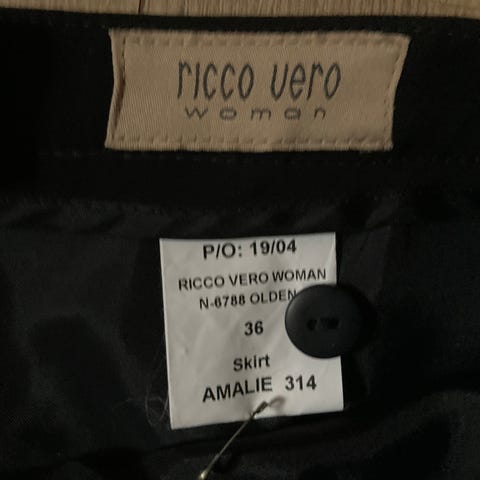 ricco vero
woman
P/O: 19/04
RICCO VERO WOMAN
N-6788 OLDEN
36
Skirt
AMALIE 314